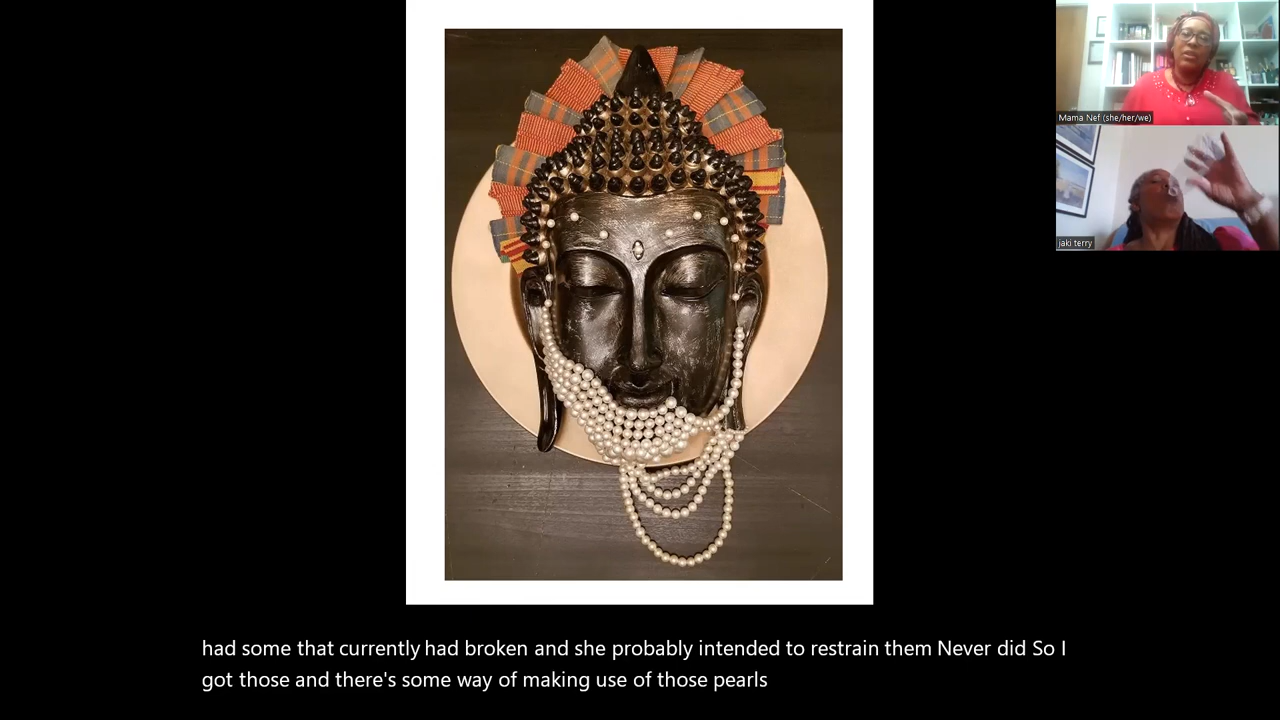 Mama Nef (she/her/we)
jaki terry
had some that currently had broken and she probably intended to restrain them Never did So I
got those and there's some way of making use of those pearls